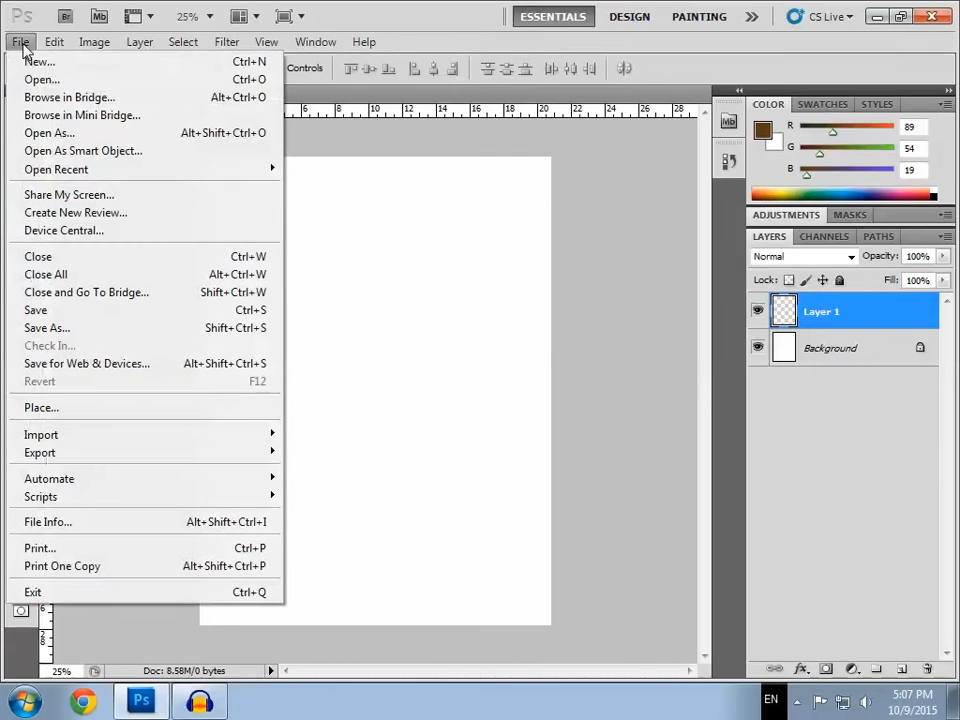 Ps Br Mb 25% ESSENTIALS DESIGN PAINTING CS Live
File Edit Image Layer Select Filter View Window Help
New... Ctrl+N
Controls
Open... Ctrl+O
Browse in Bridge... Alt+Ctrl+O
Browse in Mini Bridge...
Open As... Alt+Shift+Ctrl+O
Open As Smart Object...
Open Recent
Share My Screen...
Create New Review...
Device Central...
Close Ctrl+W
Close All Alt+Ctrl+W
Close and Go To Bridge... Shift+Ctrl+W
Save Ctrl+S
Save As... Shift+Ctrl+S
Check In...
Save for Web & Devices... Alt+Shift+Ctrl+S
Revert F12
Place...
Import
Export
Automate
Scripts
File Info... Alt+Shift+Ctrl+I
Print... Ctrl+P
Print One Copy Alt+Shift+Ctrl+P
Exit Ctrl+Q
6 8 10 12 14 16 18 20 22 24 26 28
Mb
COLOR SWATCHES STYLES
R 89
G 54
B 19
ADJUSTMENTS MASKS
LAYERS CHANNELS PATHS
Normal Opacity: 100%
Lock: Fill: 100%
Layer 1
Background
6
2
8
25% Doc: 8.58M/0 bytes
fx
Ps EN 5:07 PM
10/9/2015